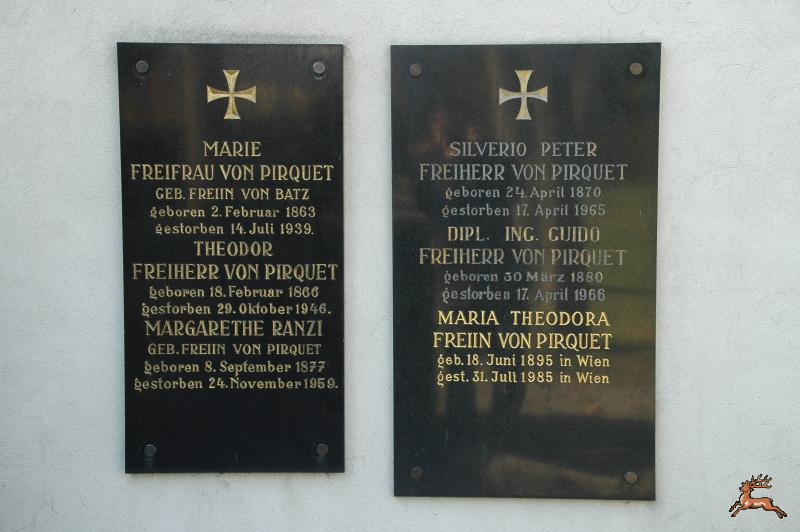 MARIE
FREIFRAU VON PIRQUET
GEB. FREIIN VON BATZ
geboren 2. Februar 1863
gestorben 14. Juli 1939.
THEODOR
FREIHERR VON PIRQUET
geboren 18. Februar 1866
gestorben 29. Oktober 1946.
MARGARETHE RANZI
GEB. FREIIN VON PIRQUET
geboren 8. September 1877
gestorben 24. November 1959.
SILVERIO PETER
FREIHERR VON PIRQUET
geboren 24. April 1870
gestorben 17. April 1965
DIPL. ING. GUIDO
FREIHERR VON PIRQUET
geboren 30 März 1880
gestorben 17. April 1966
MARIA THEODORA
FREIIN VON PIRQUET
geb. 18. Juni 1895 in Wien
gest. 31. Juli 1985 in Wien